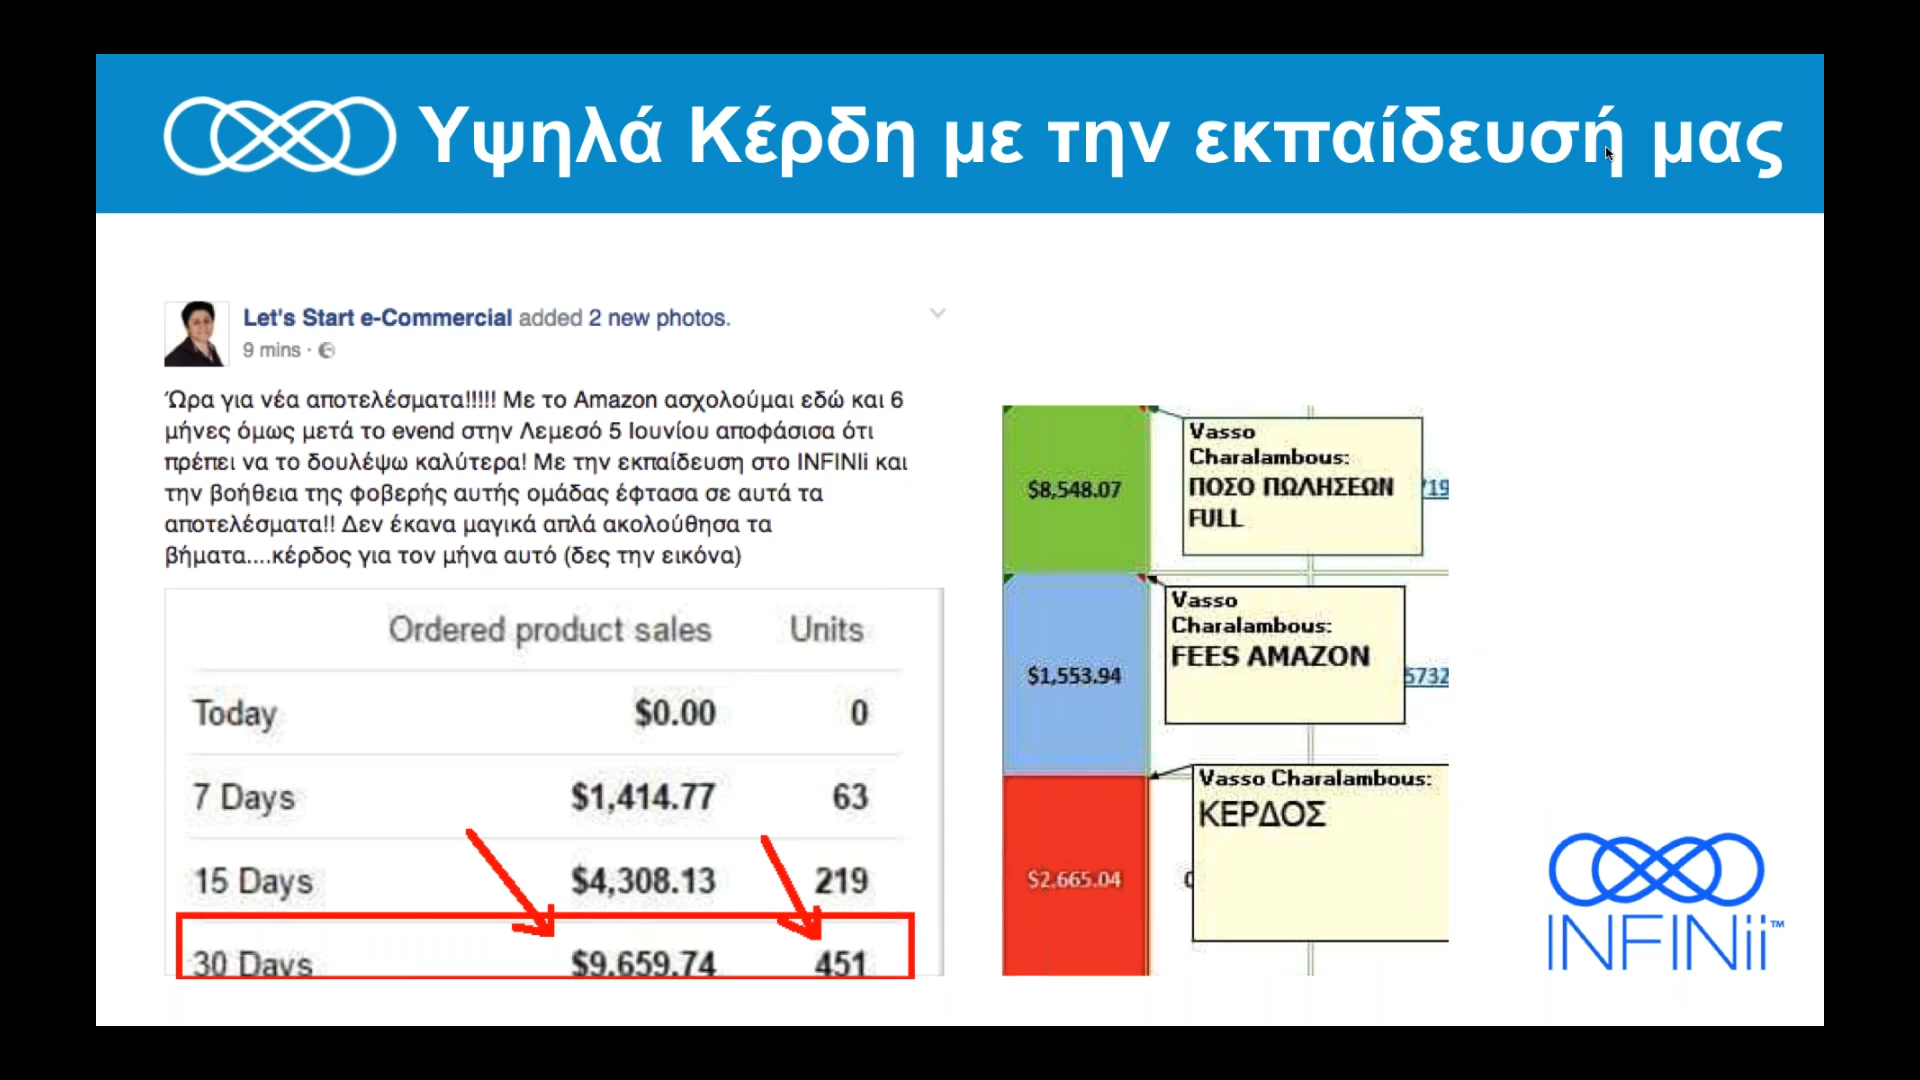 Υψηλά Κέρδη με την εκπαίδευσή μας
Let's Start e-Commercial added 2 new photos.
9 mins ·
Ώρα για νέα αποτελέσματα!!!!! Με το Amazon ασχολούμαι εδώ και 6
μήνες όμως μετά το evend στην Λεμεσό 5 Ιουνίου αποφάσισα ότι
πρέπει να το δουλέψω καλύτερα! Με την εκπαίδευση στο INFINIi και
την βοήθεια της φοβερής αυτής ομάδας έφτασα σε αυτά τα
αποτελέσματα!! Δεν έκανα μαγικά απλά ακολούθησα τα
βήματα....κέρδος για τον μήνα αυτό (δες την εικόνα)
Ordered product sales Units
Today $0.00 0
7 Days $1,414.77 63
15 Days $4,308.13 219
30 Days $9,659.74 451
$8,548.07
Vasso
Charalambous:
ΠΟΣΟ ΠΩΛΗΣΕΩΝ
FULL
719
$1,553.94
Vasso
Charalambous:
FEES AMAZON
5732
$2,665.04
Vasso Charalambous:
ΚΕΡΔΟΣ
INFINii™